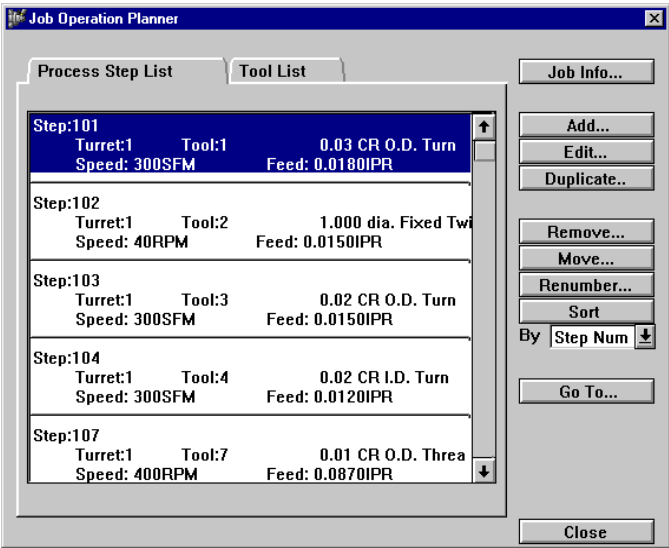 Job Operation Planner
Process Step List Tool List
Job Info...
Step:101
Turret:1 Tool:1 0.03 CR O.D. Turn
Speed: 300SFM Feed: 0.0180IPR
Step:102
Turret:1 Tool:2 1.000 dia. Fixed Twi
Speed: 40RPM Feed: 0.0150IPR
Step:103
Turret:1 Tool:3 0.02 CR O.D. Turn
Speed: 300SFM Feed: 0.0150IPR
Step:104
Turret:1 Tool:4 0.02 CR I.D. Turn
Speed: 300SFM Feed: 0.0120IPR
Step:107
Turret:1 Tool:7 0.01 CR O.D. Threa
Speed: 400RPM Feed: 0.0870IPR
Add...
Edit...
Duplicate..
Remove...
Move...
Renumber...
Sort
By Step Num
Go To...
Close